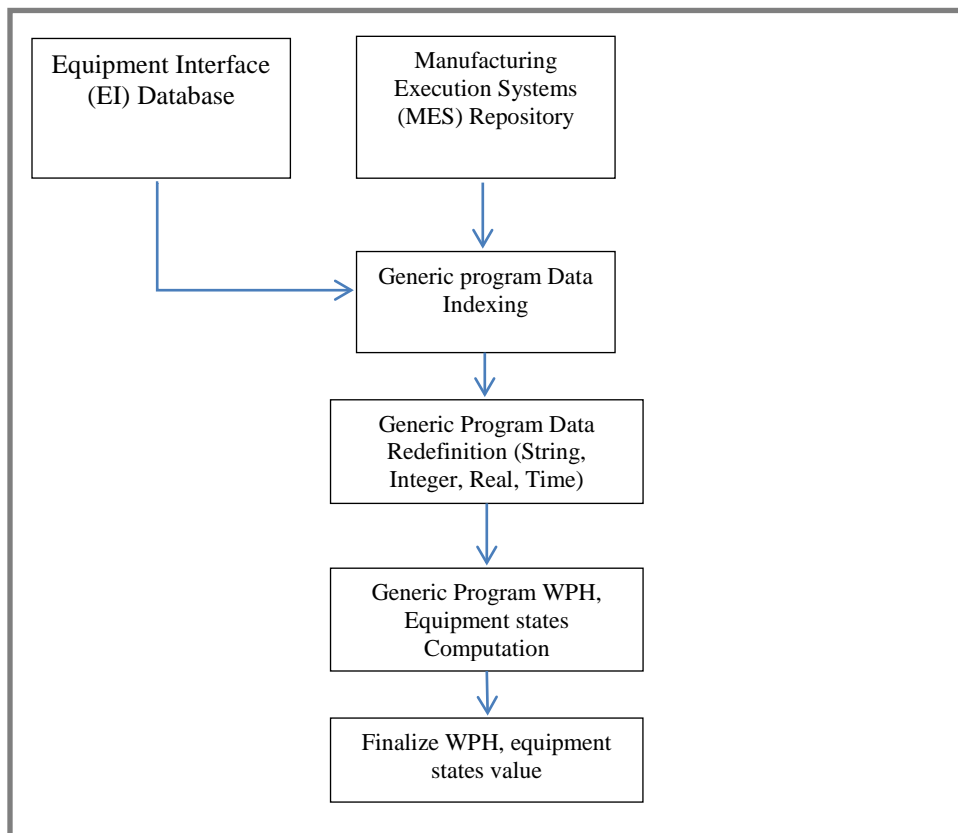 Equipment Interface
(EI) Database
Manufacturing
Execution Systems
(MES) Repository
Generic program Data
Indexing
Generic Program Data
Redefinition (String,
Integer, Real, Time)
Generic Program WPH,
Equipment states
Computation
Finalize WPH, equipment
states value